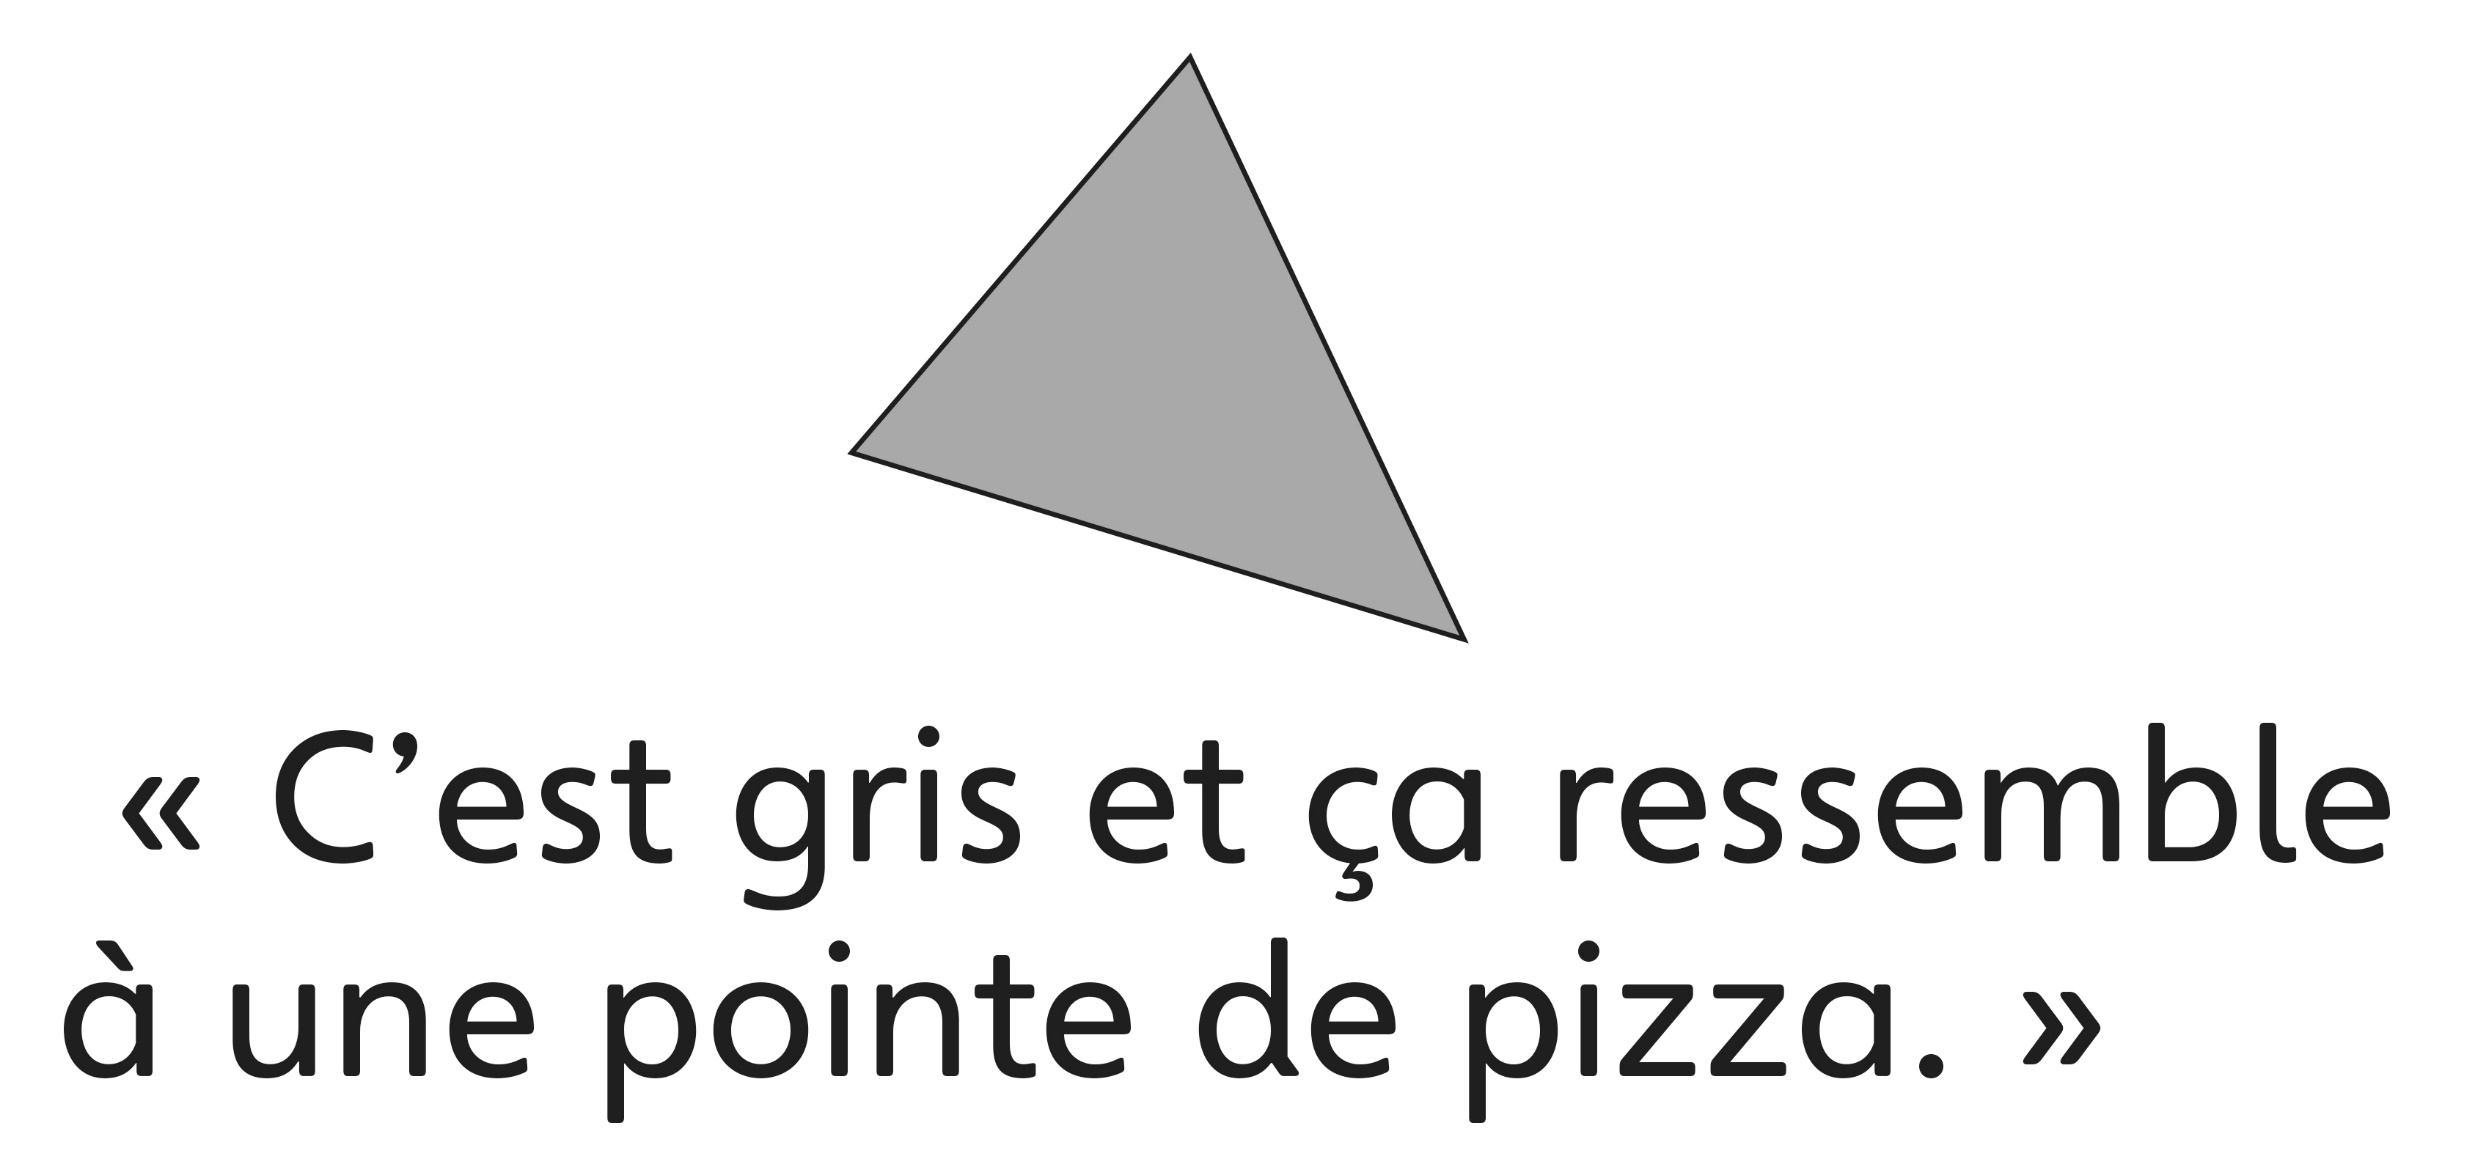 « C’est gris et ça ressemble
à une pointe de pizza. »